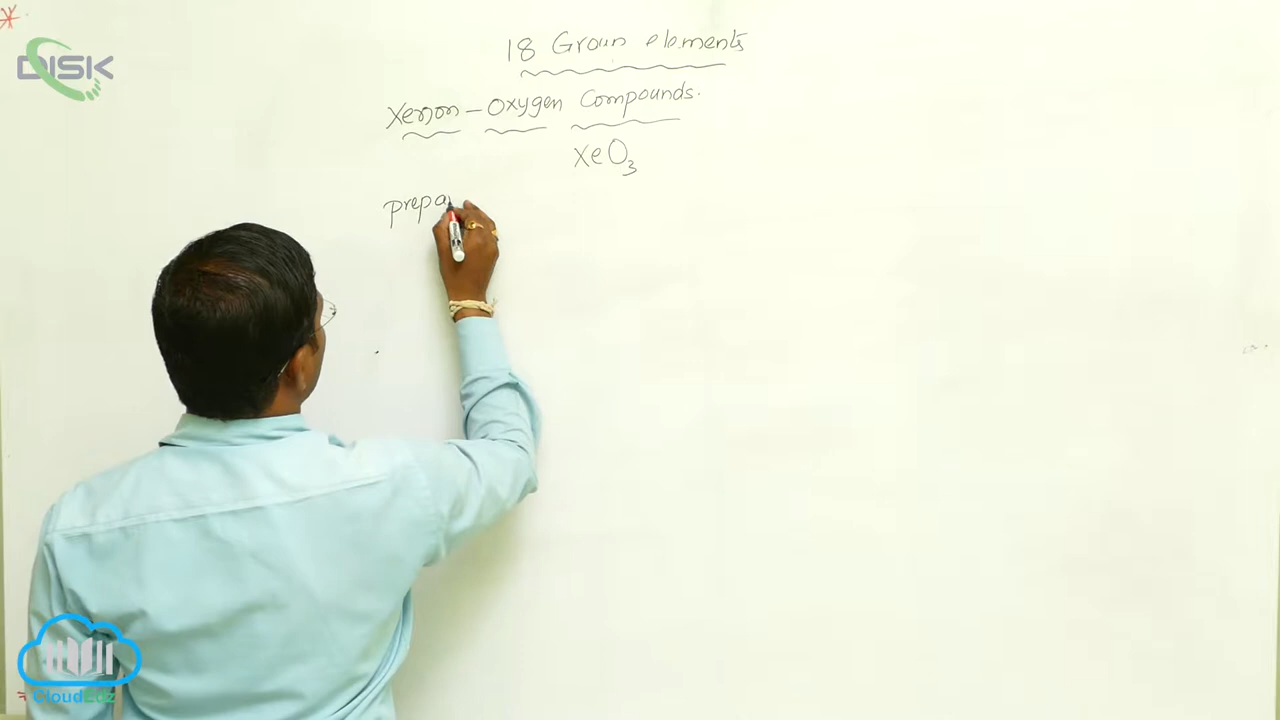 DISK
18 Groun elements
Xenon - Oxygen Compounds.
XeO3
prepa
CloudEdz